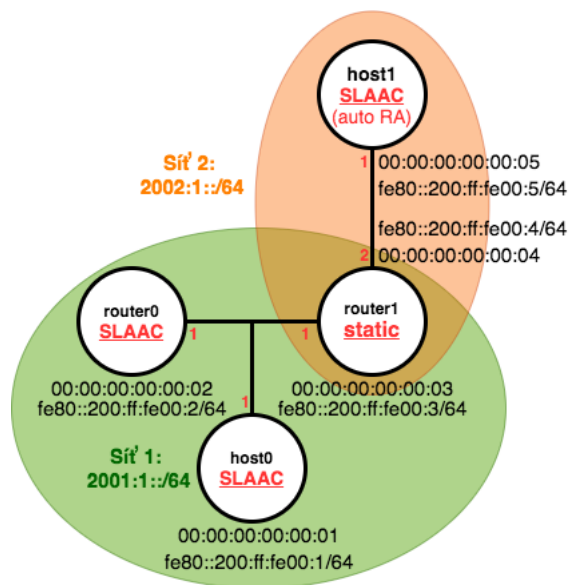 host1
SLAAC
(auto RA)
Síť 2:
2002:1::/64
1
00:00:00:00:00:05
fe80::200:ff:fe00:5/64
fe80::200:ff:fe00:4/64
2
00:00:00:00:00:04
router0
SLAAC
1
1
router1
static
00:00:00:00:00:02
fe80::200:ff:fe00:2/64
1
00:00:00:00:00:03
fe80::200:ff:fe00:3/64
Síť 1:
2001:1::/64
host0
SLAAC
00:00:00:00:00:01
fe80::200:ff:fe00:1/64